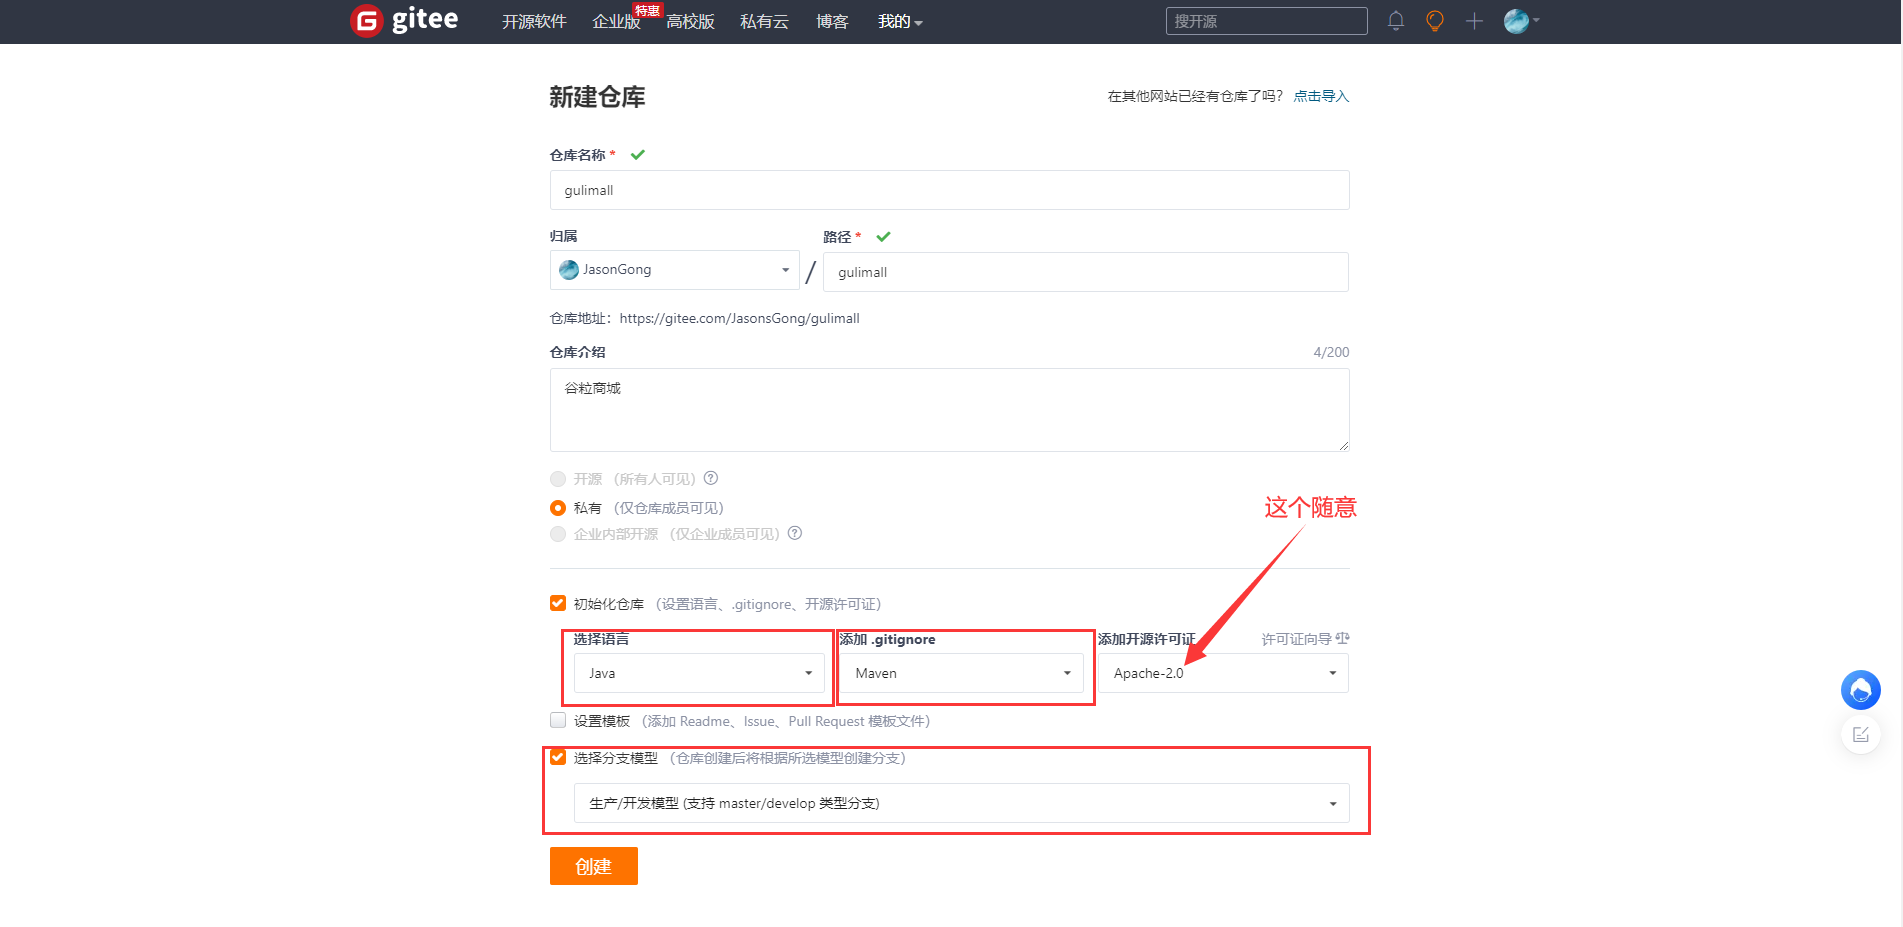 gitee 开源软件 企业版 特惠 高校版 私有云 博客 我的 搜开源
新建仓库 在其他网站已经有仓库了吗? 点击导入
仓库名称 *
gulimall
归属 路径 *
JasonGong / gulimall
仓库地址：https://gitee.com/JasonsGong/gulimall
仓库介绍 4/200
谷粒商城
开源 （所有人可见）
私有 （仅仓库成员可见）
企业内部开源 （仅企业成员可见）
这个随意
初始化仓库 （设置语言、.gitignore、开源许可证）
选择语言 添加 .gitignore 添加开源许可证 许可证向导
Java Maven Apache-2.0
设置模板 （添加 Readme、Issue、Pull Request 模板文件）
选择分支模型 （仓库创建后将根据所选模型创建分支）
生产/开发模型 (支持 master/develop 类型分支)
创建